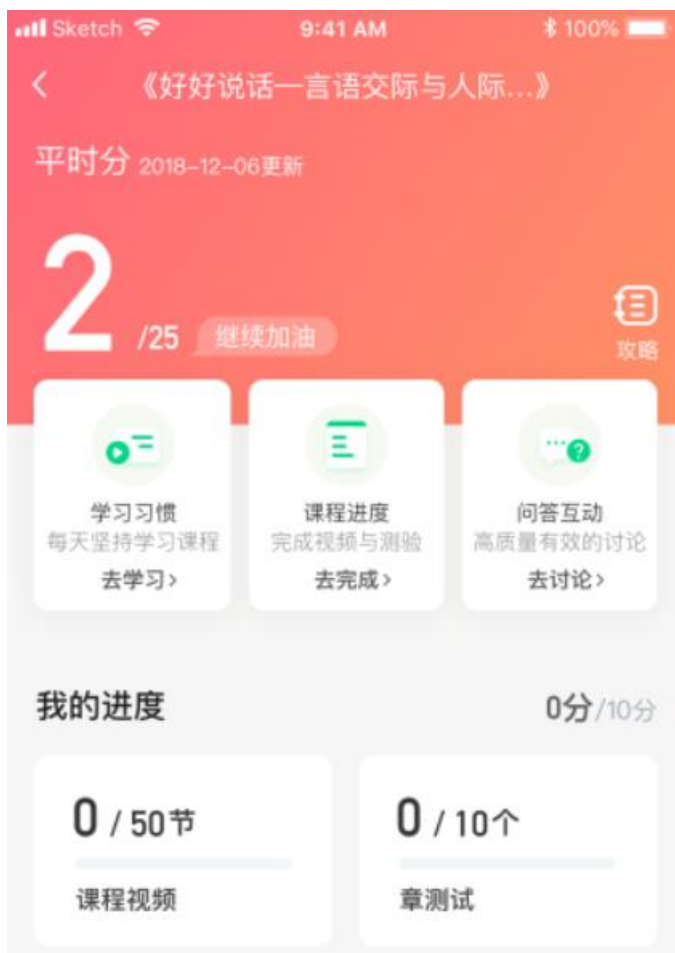 Sketch 9:41 AM 100%
《好好说话一言语交际与人际...》
平时分 2018-12-06更新
2 /25 继续加油
攻略
学习习惯 课程进度 问答互动
每天坚持学习课程 完成视频与测验 高质量有效的讨论
去学习> 去完成> 去讨论>
我的进度 0分/10分
0 / 50节 0 / 10个
课程视频 章测试